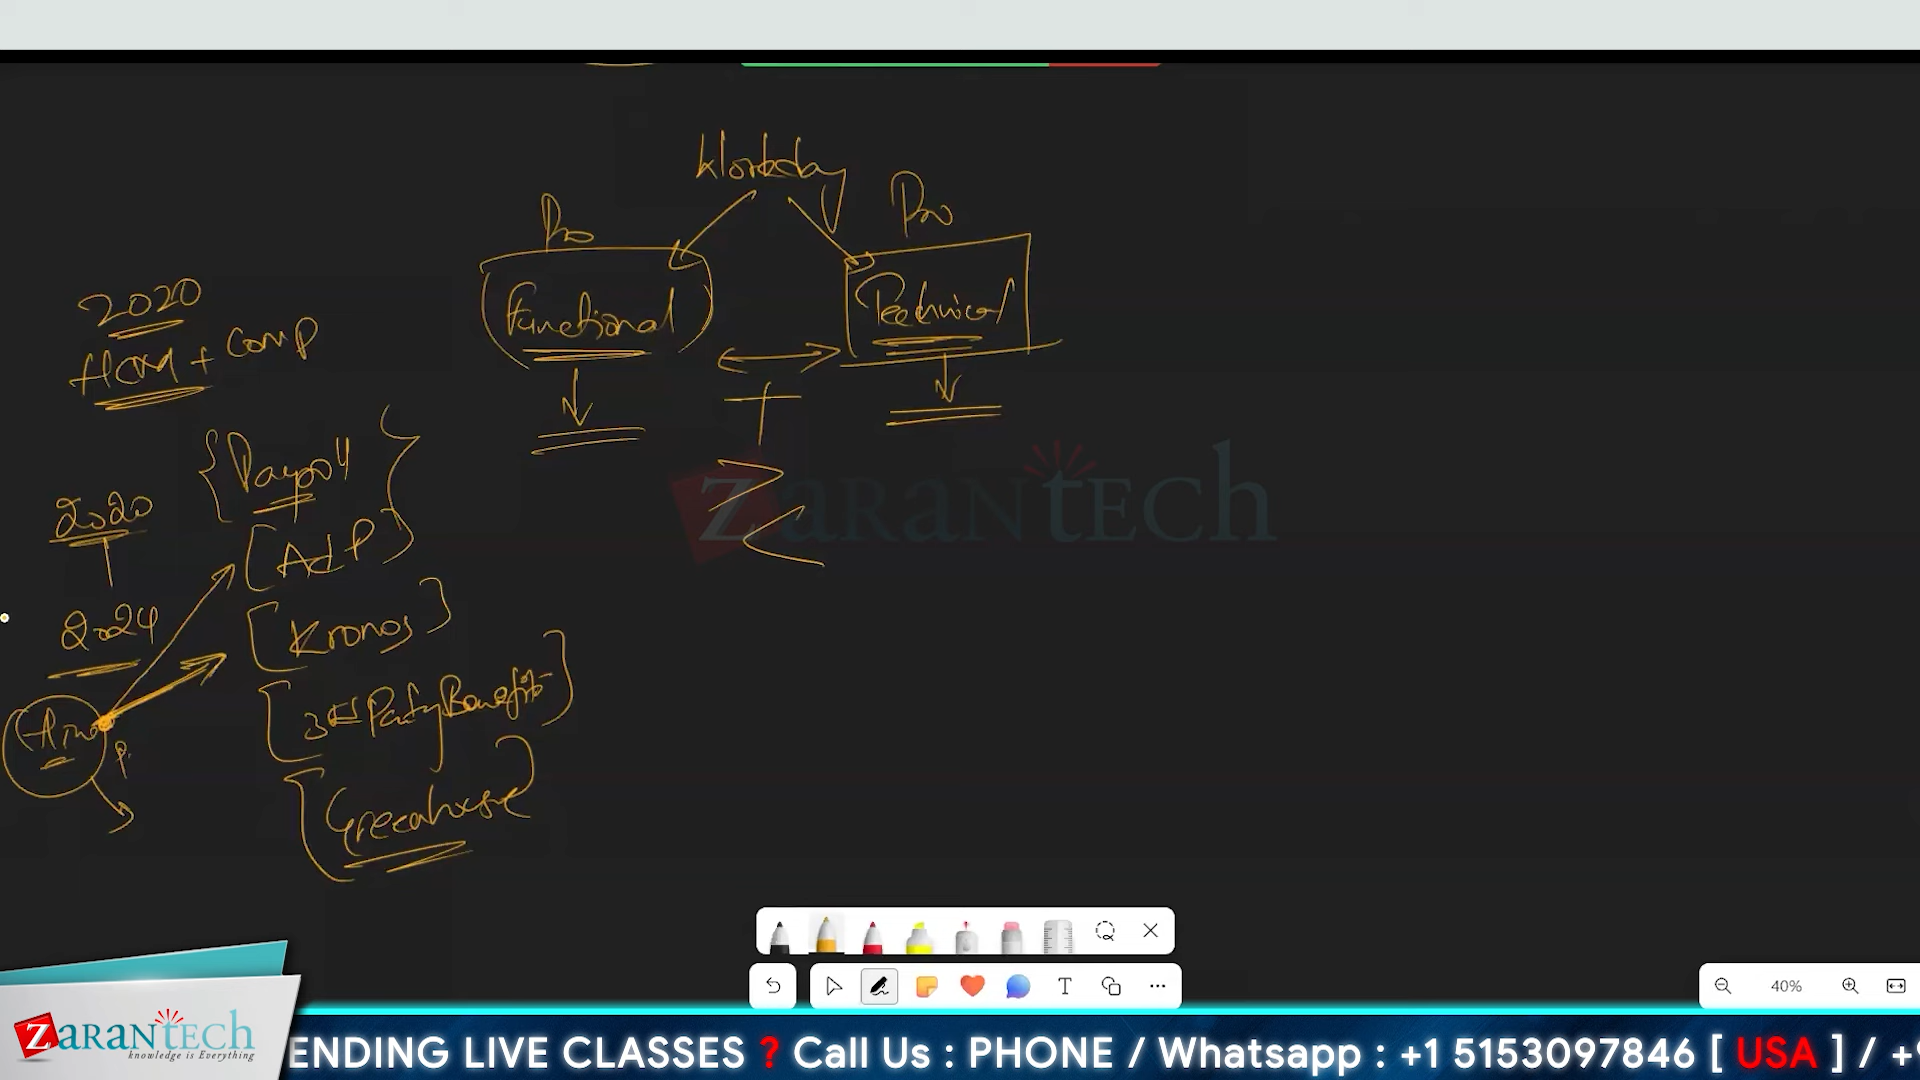 Workday
Pro
Pro
Functional
Technical
T
2020
HCM + Comp
{Payroll}
2020
[AdP]
2024
[Kronos]
[3rd Party Benefits]
[Greenhouse]
ZARANTECH
40%
T
ZARANTECH
knowledge is Everything
ENDING LIVE CLASSES ? Call Us : PHONE / Whatsapp : +1 5153097846 [ USA ] / +9